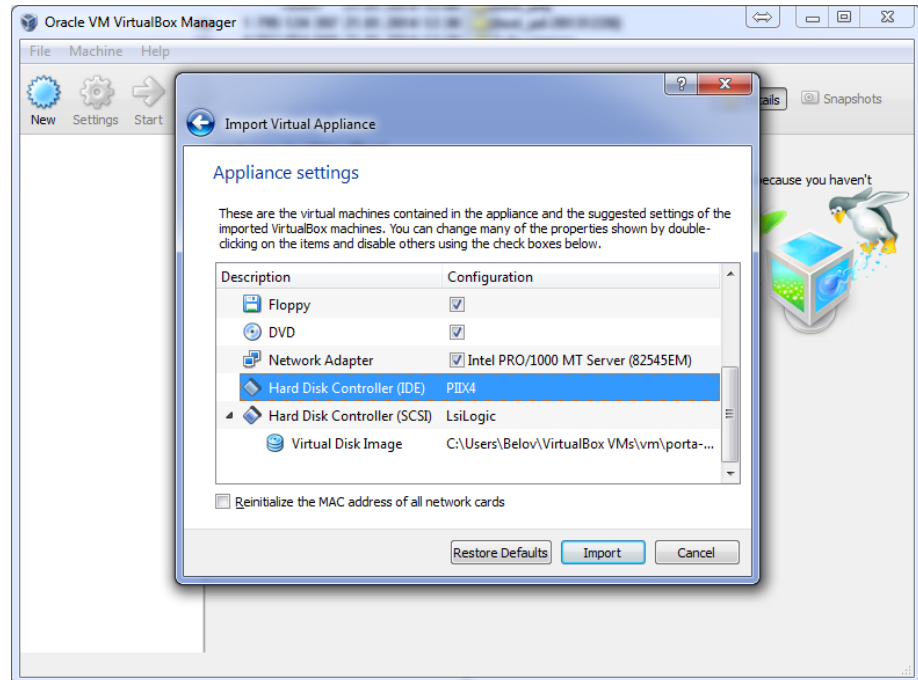 Oracle VM VirtualBox Manager
File Machine Help
New Settings Start
Snapshots
Import Virtual Appliance
Appliance settings
because you haven't
These are the virtual machines contained in the appliance and the suggested settings of the
imported VirtualBox machines. You can change many of the properties shown by double-
clicking on the items and disable others using the check boxes below.
Description Configuration
Floppy
DVD
Network Adapter Intel PRO/1000 MT Server (82545EM)
Hard Disk Controller (IDE) PIIX4
Hard Disk Controller (SCSI) LsiLogic
Virtual Disk Image C:\Users\Belov\VirtualBox VMs\vm\porta-...
Reinitialize the MAC address of all network cards
Restore Defaults Import Cancel